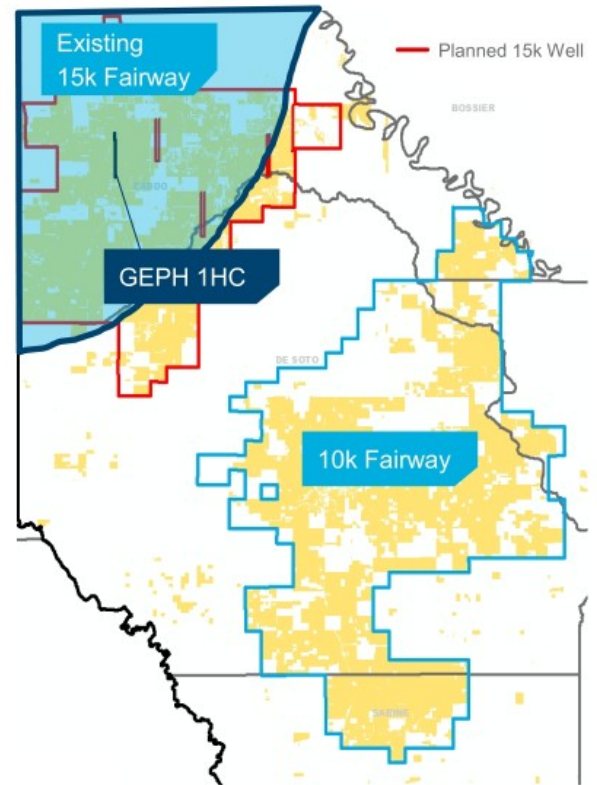 Existing
15k Fairway
Planned 15k Well
BOSSIER
CADDO
GEPH 1HC
DE SOTO
10k Fairway
SABINE